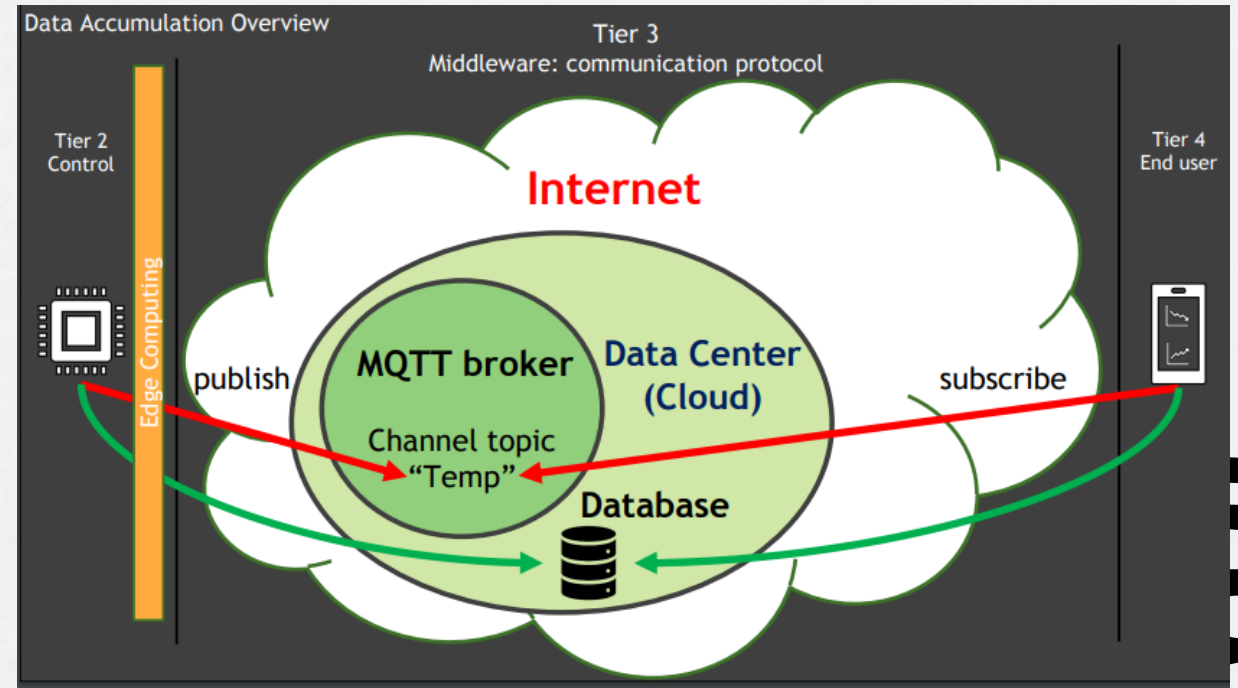 Data Accumulation Overview
Tier 3
Middleware: communication protocol
Tier 2
Control
Tier 4
End user
Internet
Edge Computing
MQTT broker
Data Center
(Cloud)
publish
subscribe
Channel topic
“Temp”
Database